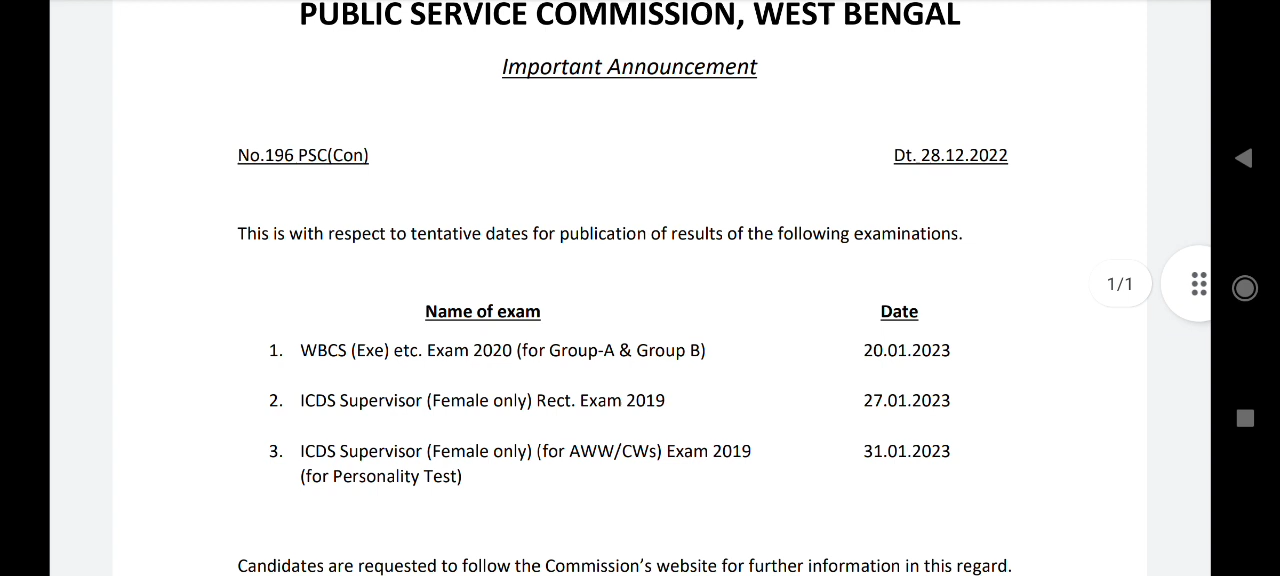 PUBLIC SERVICE COMMISSION, WEST BENGAL
Important Announcement
No.196 PSC(Con) Dt. 28.12.2022
This is with respect to tentative dates for publication of results of the following examinations.
1/1
Name of exam Date
1. WBCS (Exe) etc. Exam 2020 (for Group-A & Group B) 20.01.2023
2. ICDS Supervisor (Female only) Rect. Exam 2019 27.01.2023
3. ICDS Supervisor (Female only) (for AWW/CWs) Exam 2019 31.01.2023
(for Personality Test)
Candidates are requested to follow the Commission’s website for further information in this regard.